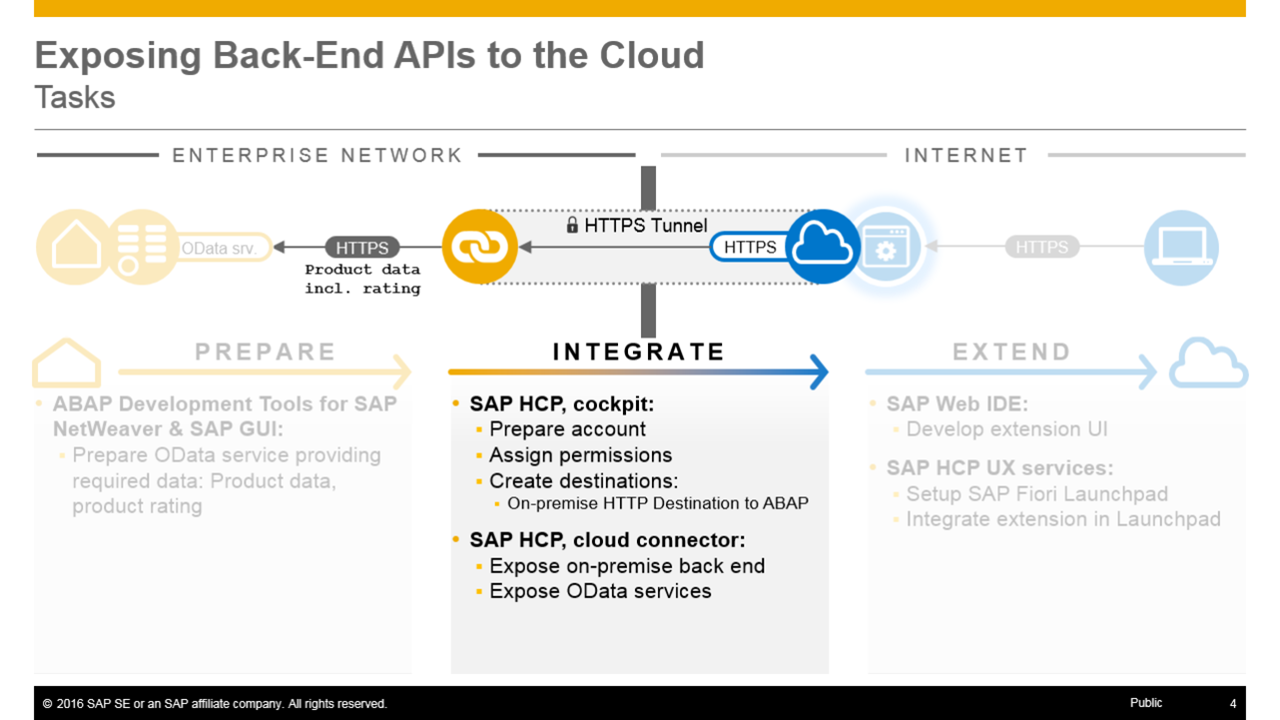 Exposing Back-End APIs to the Cloud
Tasks
ENTERPRISE NETWORK
INTERNET
OData srv.
HTTPS
Product data
incl. rating
HTTPS Tunnel
HTTPS
HTTPS
PREPARE
• ABAP Development Tools for SAP
NetWeaver & SAP GUI:
▪ Prepare OData service providing
required data: Product data,
product rating
INTEGRATE
• SAP HCP, cockpit:
▪ Prepare account
▪ Assign permissions
▪ Create destinations:
▪ On-premise HTTP Destination to ABAP
• SAP HCP, cloud connector:
▪ Expose on-premise back end
▪ Expose OData services
EXTEND
• SAP Web IDE:
▪ Develop extension UI
• SAP HCP UX services:
▪ Setup SAP Fiori Launchpad
▪ Integrate extension in Launchpad
© 2016 SAP SE or an SAP affiliate company. All rights reserved.
Public
4